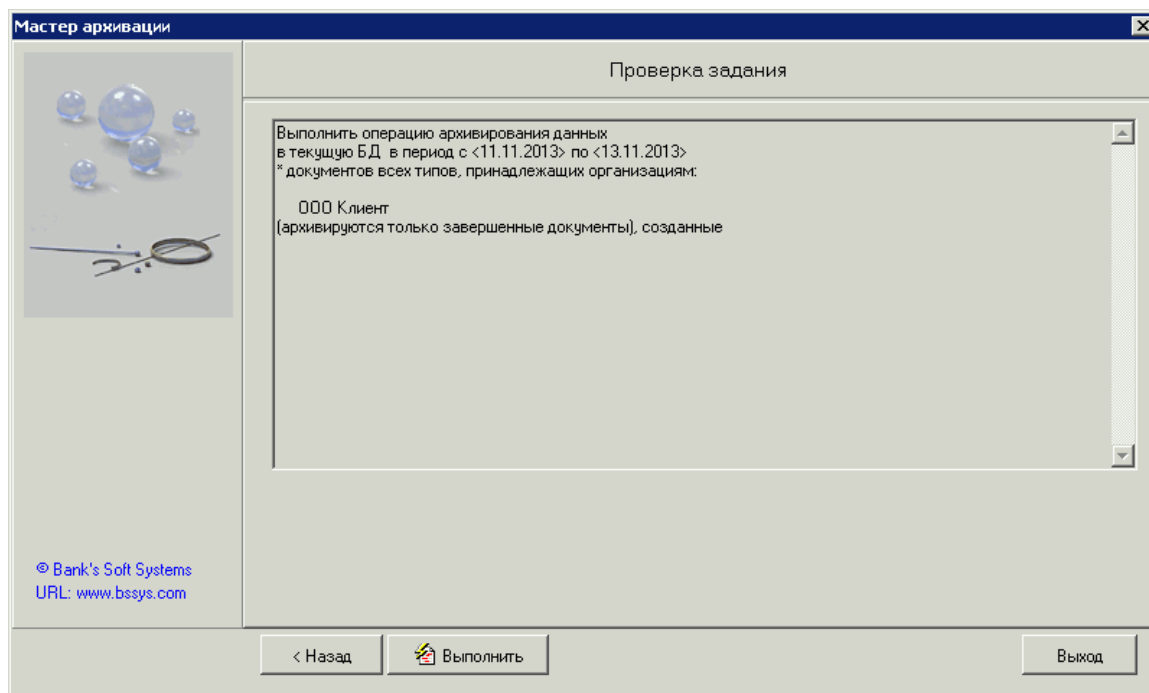 Мастер архивации
Проверка задания
Выполнить операцию архивирования данных
в текущую БД в период с <11.11.2013> по <13.11.2013>
* документов всех типов, принадлежащих организациям:
ООО Клиент
(архивируются только завершенные документы), созданные
© Bank's Soft Systems
URL: www.bssys.com
< Назад Выполнить Выход